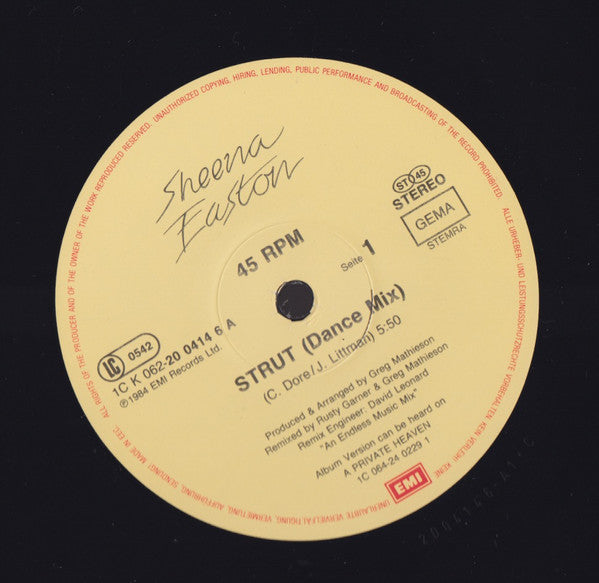 Sheena
Easton
45 RPM
ST 45
STEREO
GEMA
STEMRA
Seite 1
LC 0542
1C K 062-20 0414 6 A
℗1984 EMI Records Ltd.
STRUT (Dance Mix)
(C. Dore/J. Littman) 5:50
Produced & Arranged by Greg Mathieson
Remixed by Rusty Garner & Greg Mathieson
Remix Engineer: David Leonard
"An Endless Music Mix"
Album Version can be heard on
A PRIVATE HEAVEN
1C 064-24 0229 1
EMI
ALL RIGHTS OF THE PRODUCER AND OF THE OWNER OF THE WORK REPRODUCED RESERVED. UNAUTHORIZED COPYING, HIRING, LENDING, PUBLIC PERFORMANCE AND BROADCASTING OF THE RECORD PROHIBITED. ALLE URHEBER- UND LEISTUNGSSCHUTZRECHTE VORBEHALTEN. KEIN VERLEIH! KEINE UNERLAUBTE VERVIELFÄLTIGUNG, VERMIETUNG, AUFFÜHRUNG, SENDUNG! MADE IN EEC.